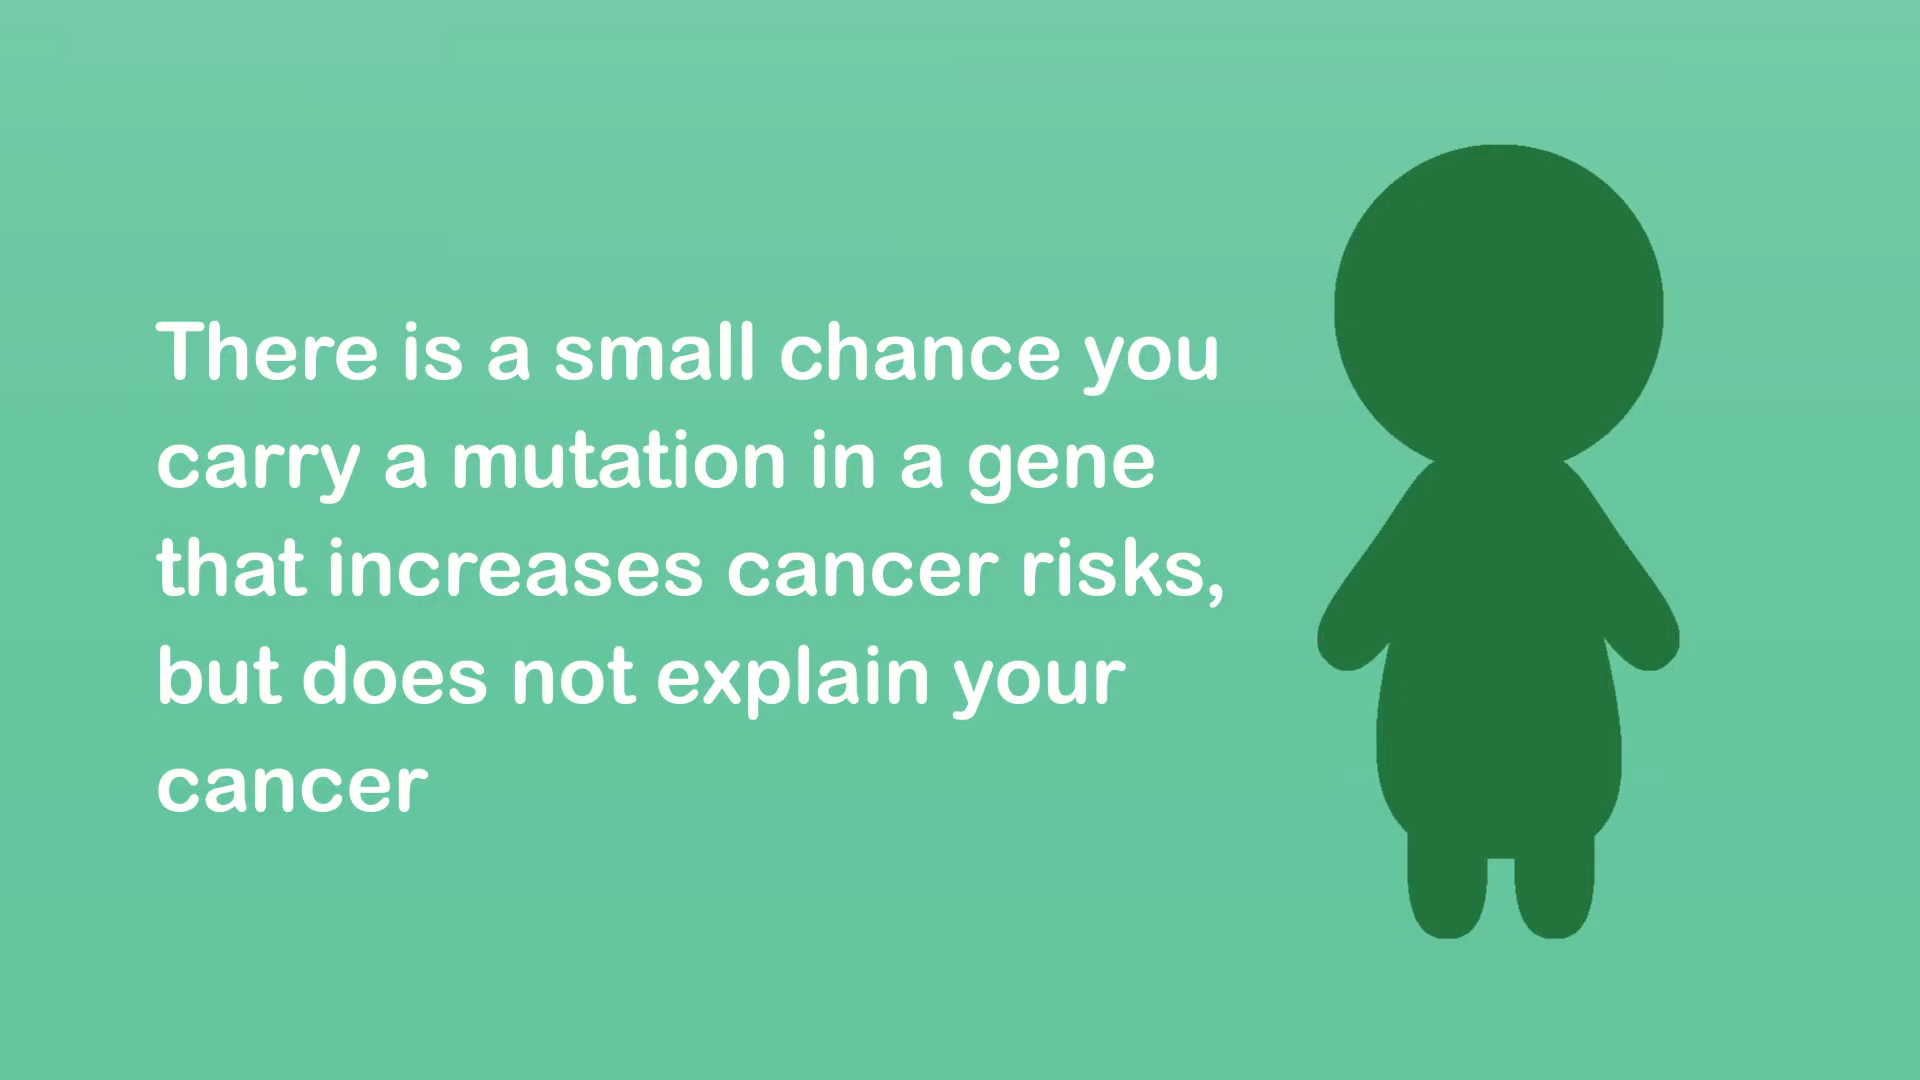 There is a small chance you
carry a mutation in a gene
that increases cancer risks,
but does not explain your
cancer